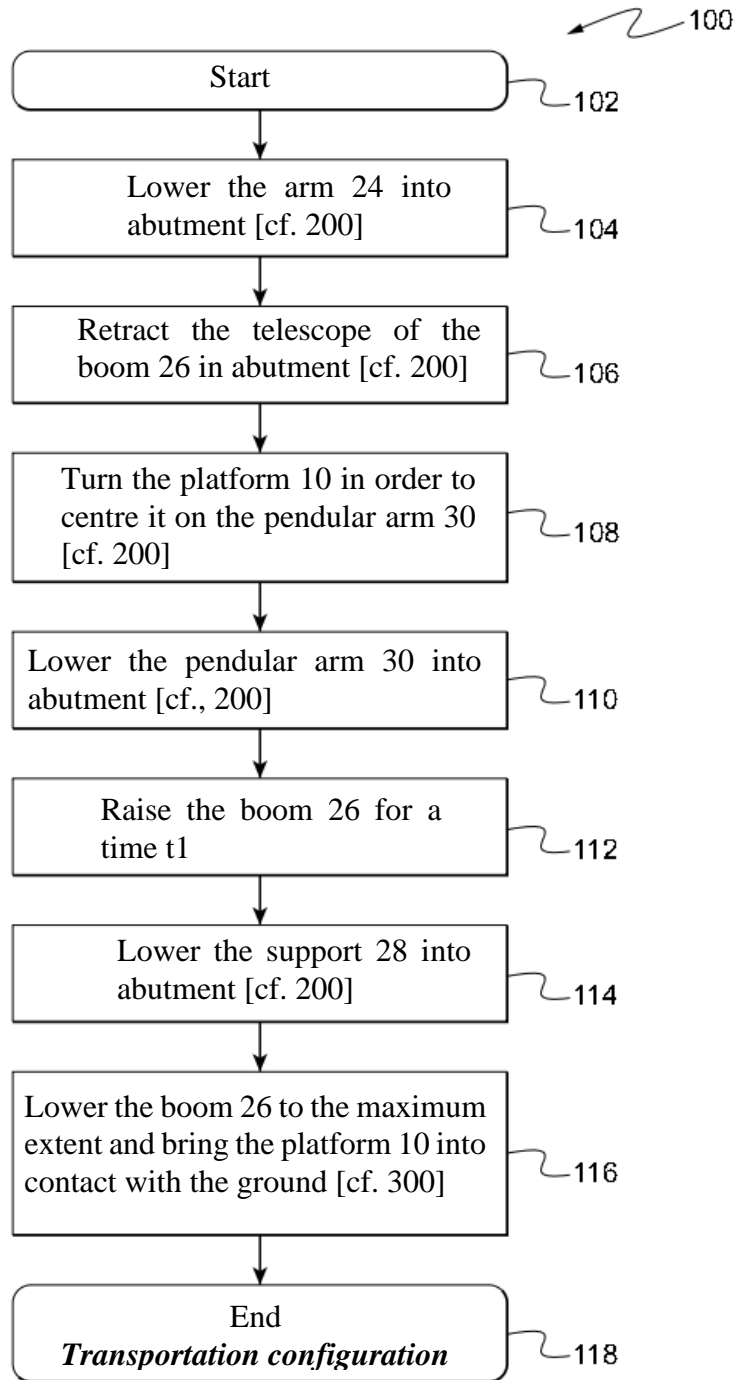 100
Start
102
Lower the arm 24 into
abutment [cf. 200]
104
Retract the telescope of the
boom 26 in abutment [cf. 200]
106
Turn the platform 10 in order to
centre it on the pendular arm 30
[cf. 200]
108
Lower the pendular arm 30 into
abutment [cf., 200]
110
Raise the boom 26 for a
time t1
112
Lower the support 28 into
abutment [cf. 200]
114
Lower the boom 26 to the maximum
extent and bring the platform 10 into
contact with the ground [cf. 300]
116
End
Transportation configuration
118